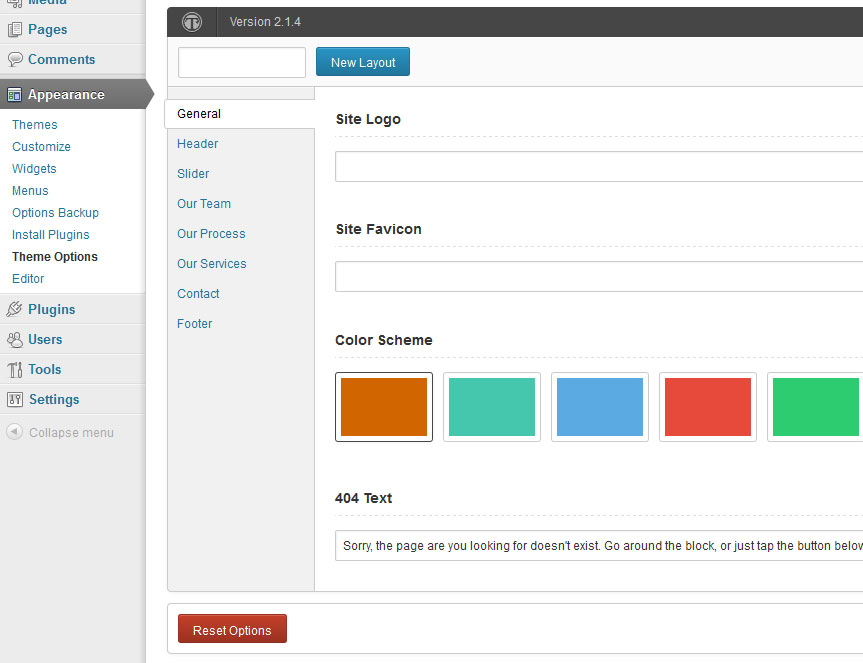 Media
Pages
Comments
Appearance
Themes
Customize
Widgets
Menus
Options Backup
Install Plugins
Theme Options
Editor
Plugins
Users
Tools
Settings
Collapse menu
Version 2.1.4
New Layout
General
Header
Slider
Our Team
Our Process
Our Services
Contact
Footer
Site Logo
Site Favicon
Color Scheme
404 Text
Sorry, the page are you looking for doesn't exist. Go around the block, or just tap the button below
Reset Options